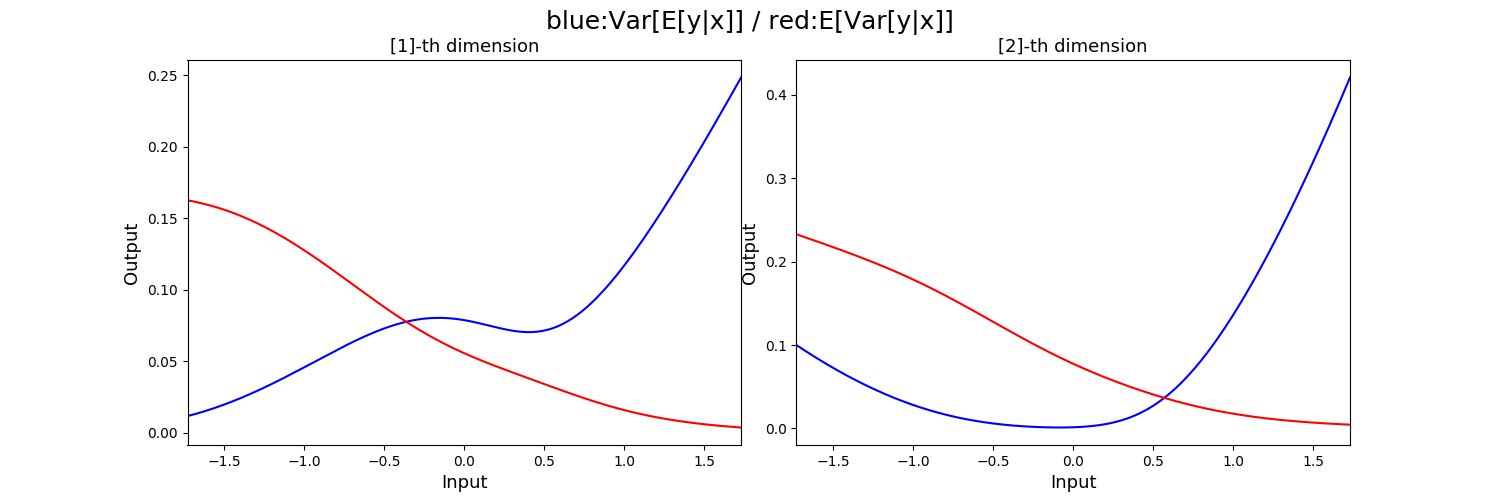 blue:Var[E[y|x]] / red:E[Var[y|x]]
[1]-th dimension
0.25
0.20
0.15
0.10
0.05
0.00
Output
−1.5 −1.0 −0.5 0.0 0.5 1.0 1.5
Input
[2]-th dimension
0.4
0.3
0.2
0.1
0.0
Output
−1.5 −1.0 −0.5 0.0 0.5 1.0 1.5
Input